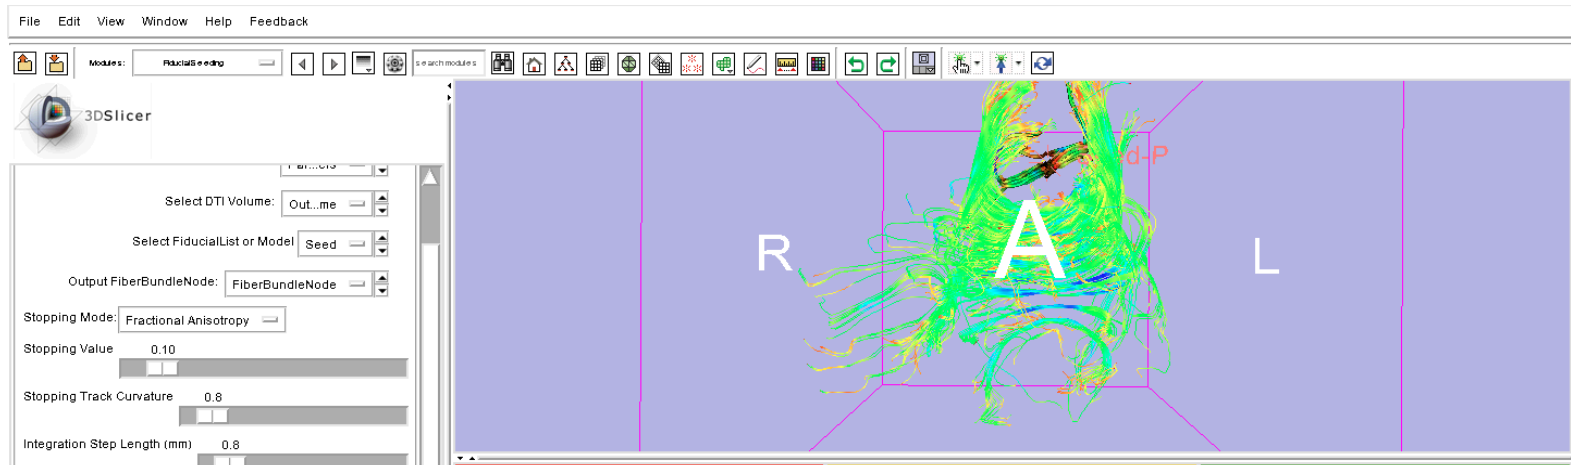 File Edit View Window Help Feedback
Modules: FiducialSeeding search modules
3DSlicer
Select DTI Volume: Out...me
Select FiducialList or Model Seed
Output FiberBundleNode: FiberBundleNode
Stopping Mode: Fractional Anisotropy
Stopping Value 0.10
Stopping Track Curvature 0.8
Integration Step Length (mm) 0.8
d-P
R A L